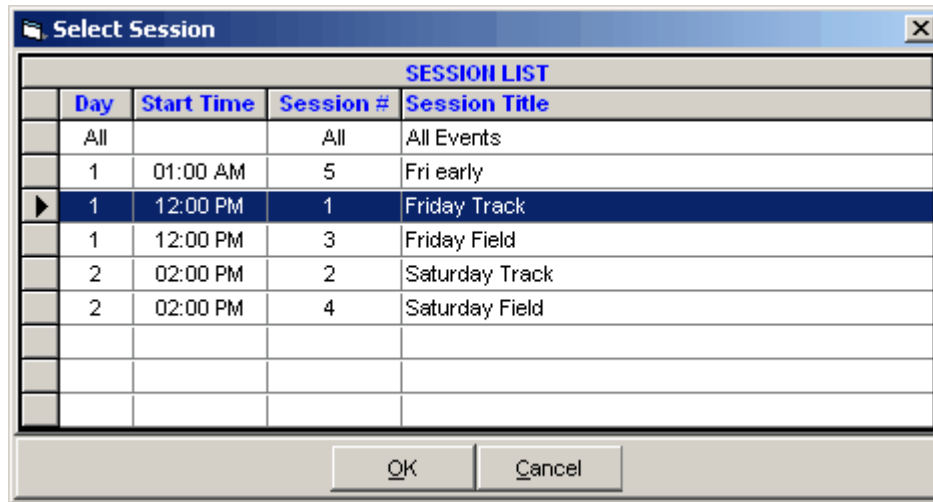 Select Session
SESSION LIST
Day Start Time Session # Session Title
All All All Events
1 01:00 AM 5 Fri early
1 12:00 PM 1 Friday Track
1 12:00 PM 3 Friday Field
2 02:00 PM 2 Saturday Track
2 02:00 PM 4 Saturday Field
OK Cancel